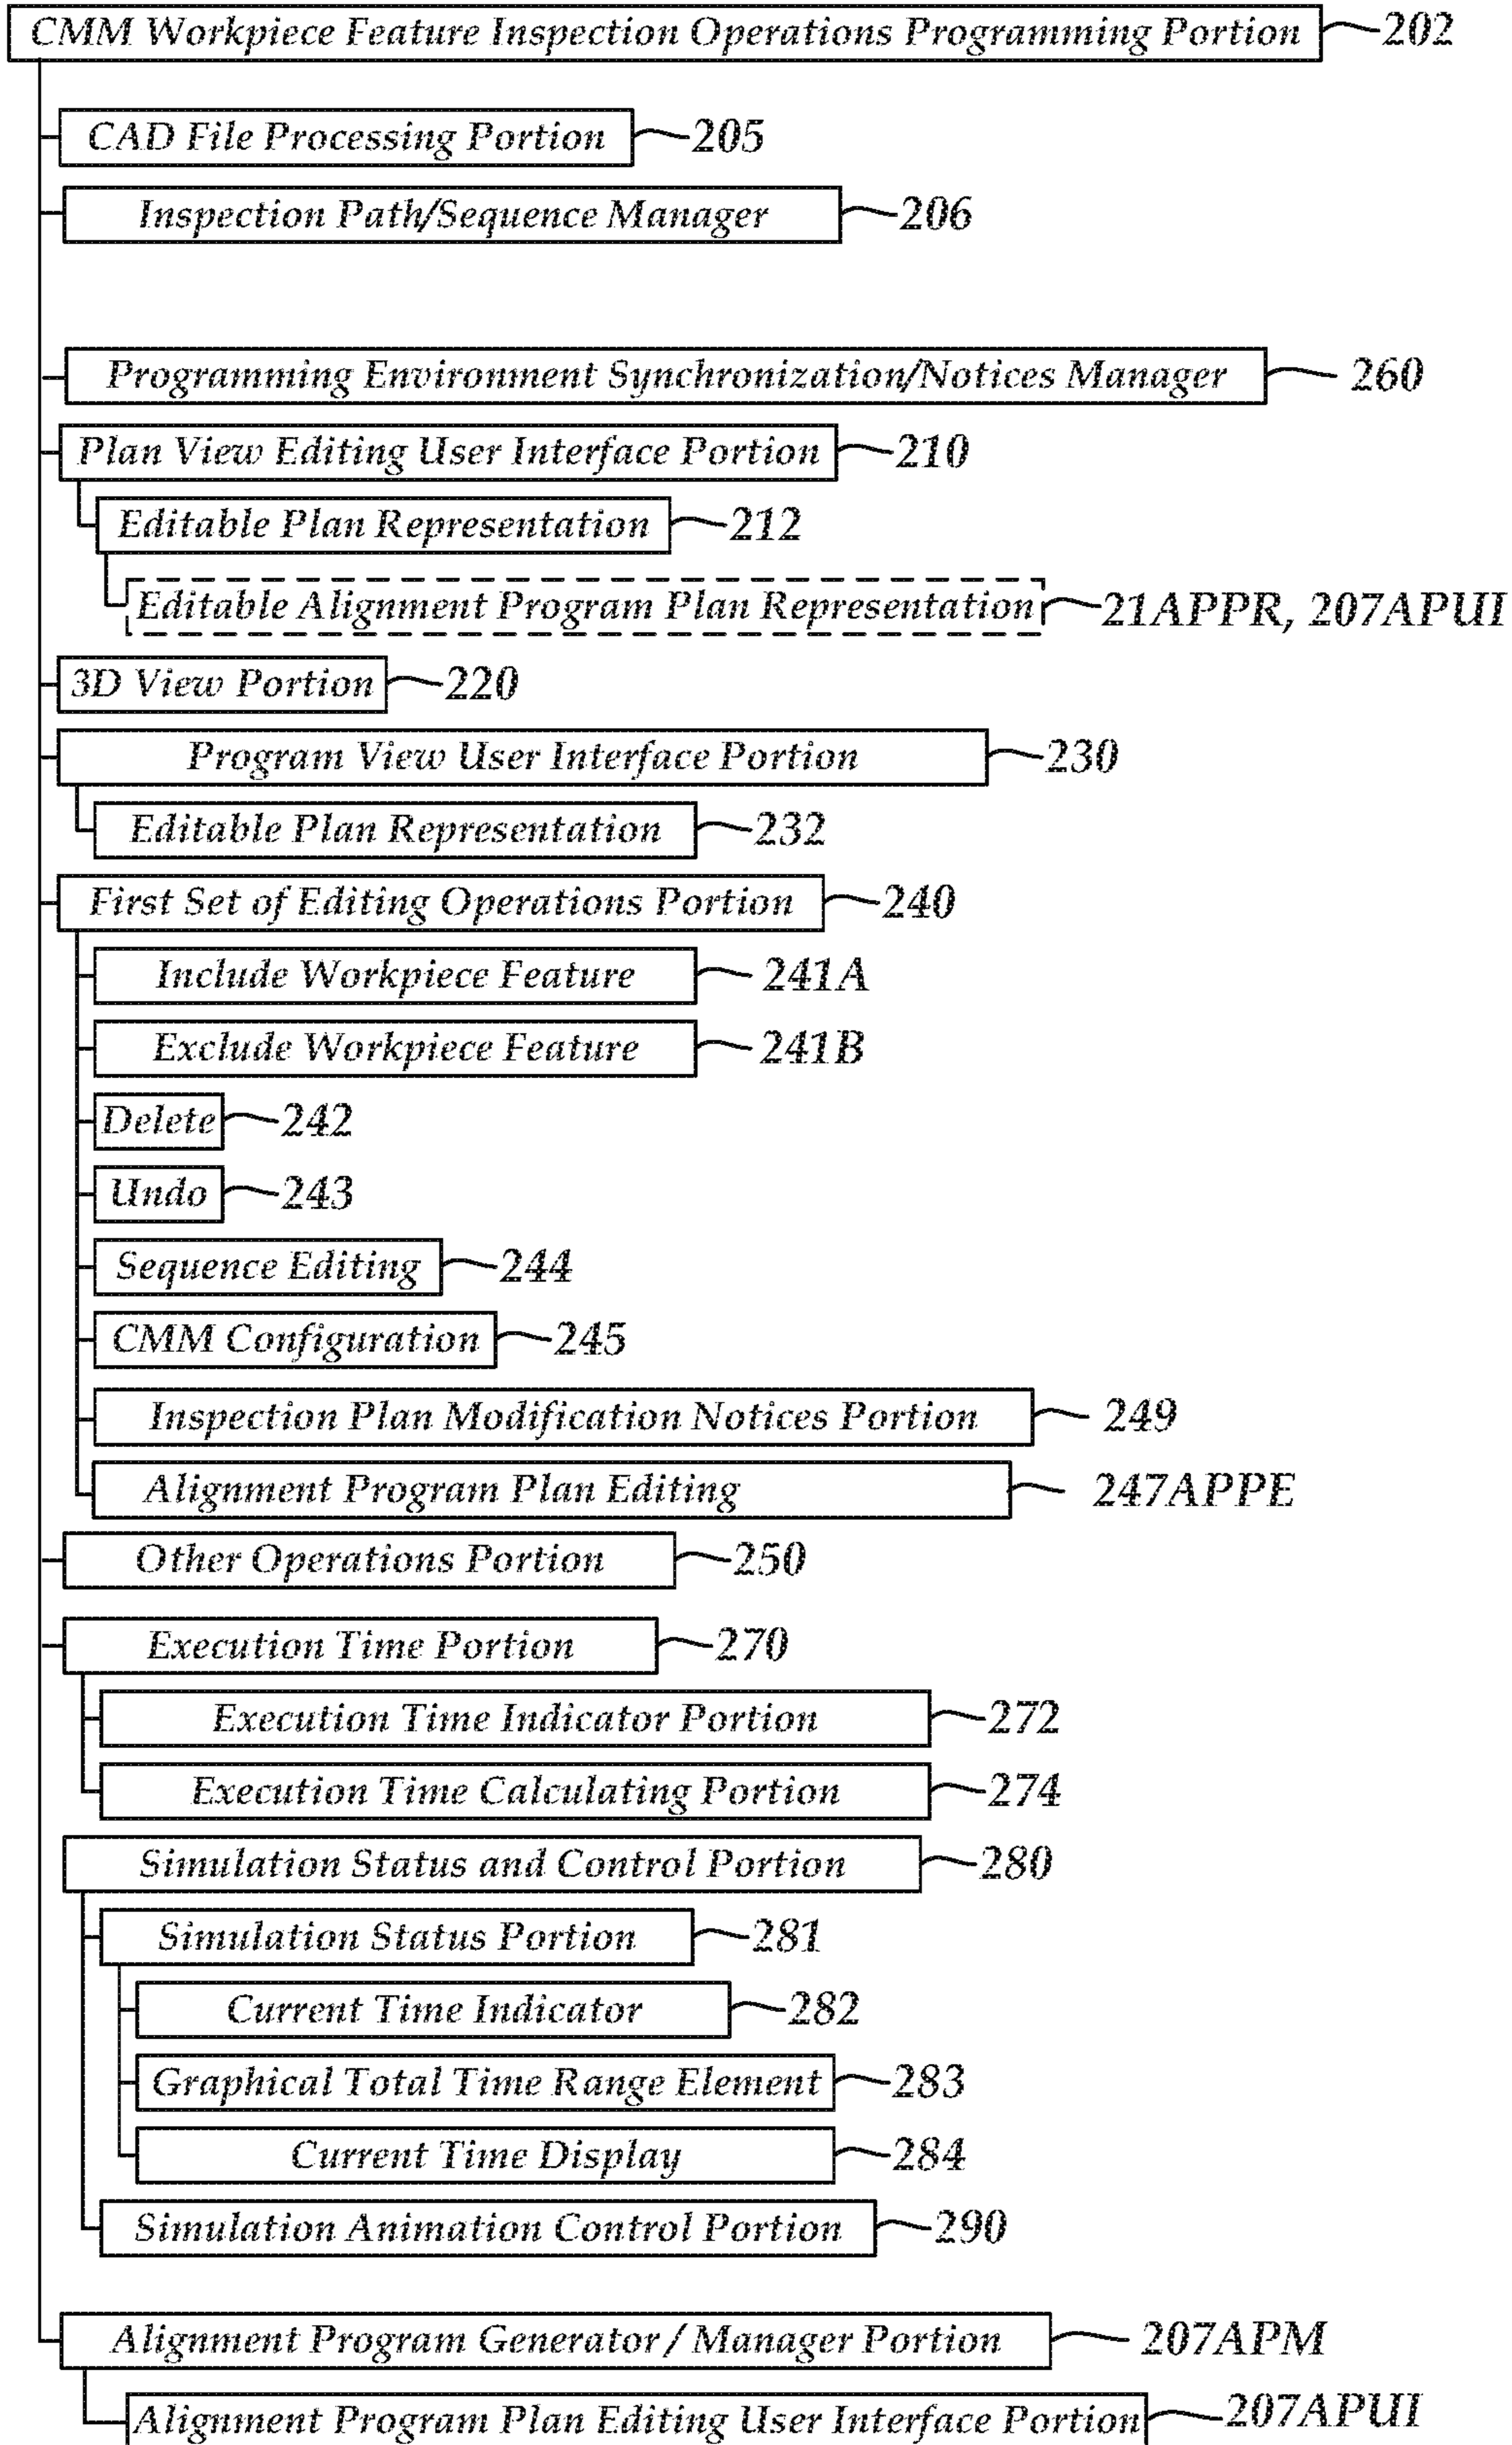 CMM Workpiece Feature Inspection Operations Programming Portion 202
CAD File Processing Portion 205
Inspection Path/Sequence Manager 206
Programming Environment Synchronization/Notices Manager 260
Plan View Editing User Interface Portion 210
Editable Plan Representation 212
Editable Alignment Program Plan Representation 21APPR, 207APUI
3D View Portion 220
Program View User Interface Portion 230
Editable Plan Representation 232
First Set of Editing Operations Portion 240
Include Workpiece Feature 241A
Exclude Workpiece Feature 241B
Delete 242
Undo 243
Sequence Editing 244
CMM Configuration 245
Inspection Plan Modification Notices Portion 249
Alignment Program Plan Editing 247APPE
Other Operations Portion 250
Execution Time Portion 270
Execution Time Indicator Portion 272
Execution Time Calculating Portion 274
Simulation Status and Control Portion 280
Simulation Status Portion 281
Current Time Indicator 282
Graphical Total Time Range Element 283
Current Time Display 284
Simulation Animation Control Portion 290
Alignment Program Generator / Manager Portion 207APM
Alignment Program Plan Editing User Interface Portion 207APUI